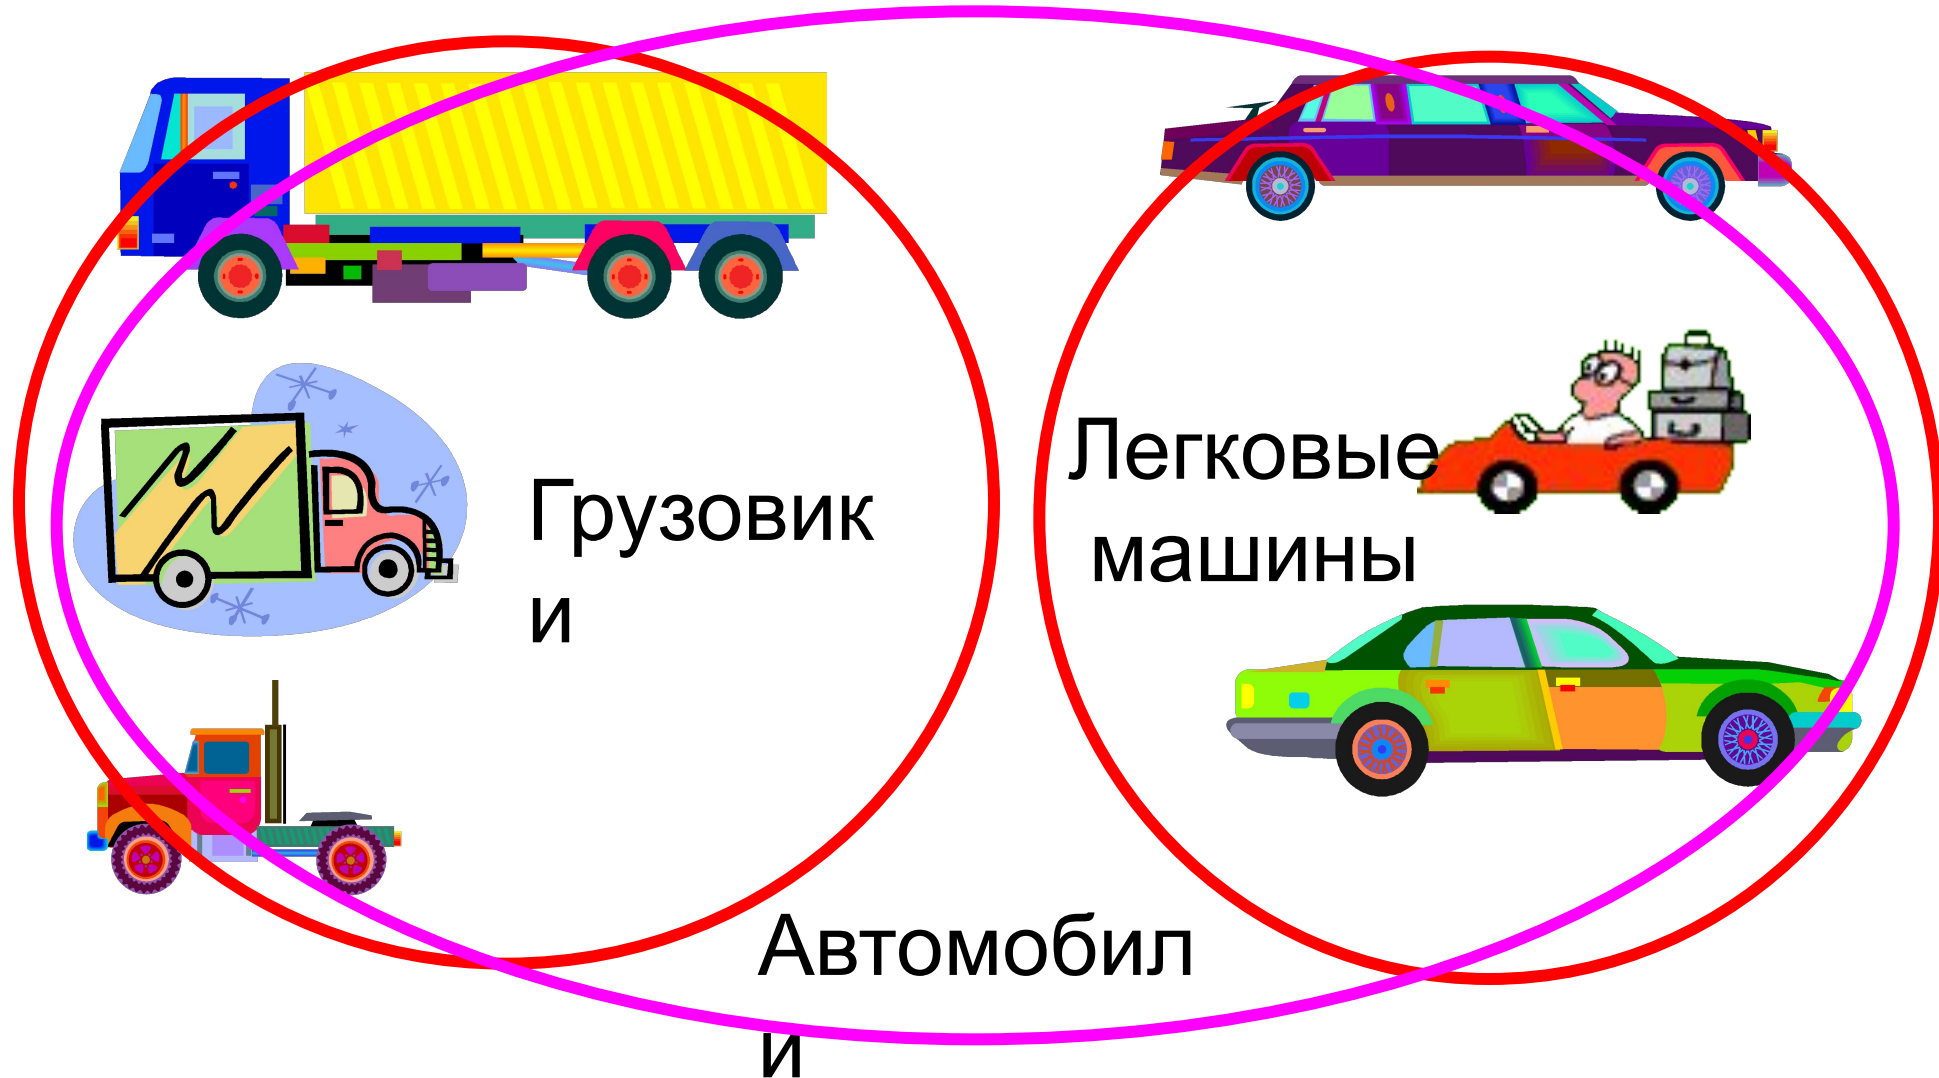 Грузовик
и
Легковые
машины
Автомобил
и